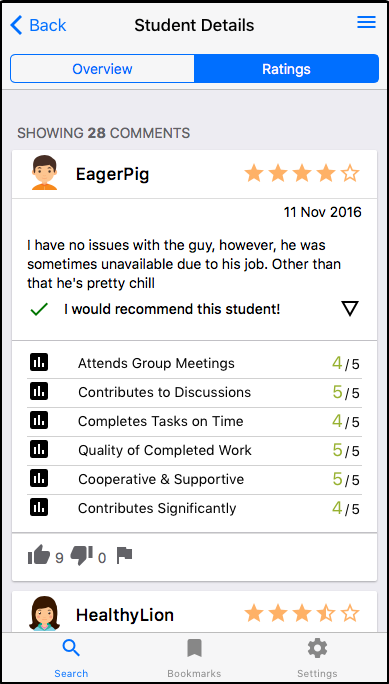 Back Student Details
Overview Ratings
SHOWING 28 COMMENTS
EagerPig
11 Nov 2016
I have no issues with the guy, however, he was
sometimes unavailable due to his job. Other than
that he's pretty chill
I would recommend this student!
Attends Group Meetings 4/5
Contributes to Discussions 5/5
Completes Tasks on Time 4/5
Quality of Completed Work 5/5
Cooperative & Supportive 5/5
Contributes Significantly 4/5
9 0
HealthyLion
Search Bookmarks Settings